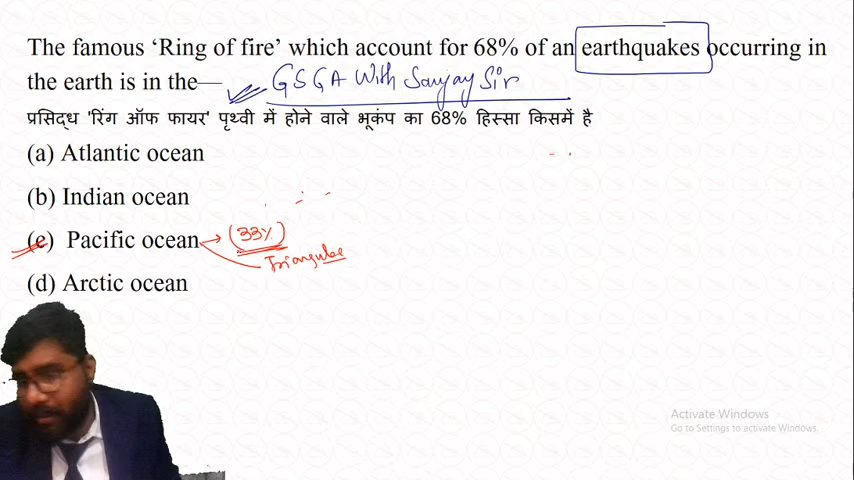 The famous ‘Ring of fire’ which account for 68% of an earthquakes occurring in
the earth is in the— GSGA With Sanjay Sir
प्रसिद्ध 'रिंग ऑफ फायर' पृथ्वी में होने वाले भूकंप का 68% हिस्सा किसमें है
(a) Atlantic ocean
(b) Indian ocean
(c) Pacific ocean → (33%)
Triangular
(d) Arctic ocean
Activate Windows
Go to Settings to activate Windows.